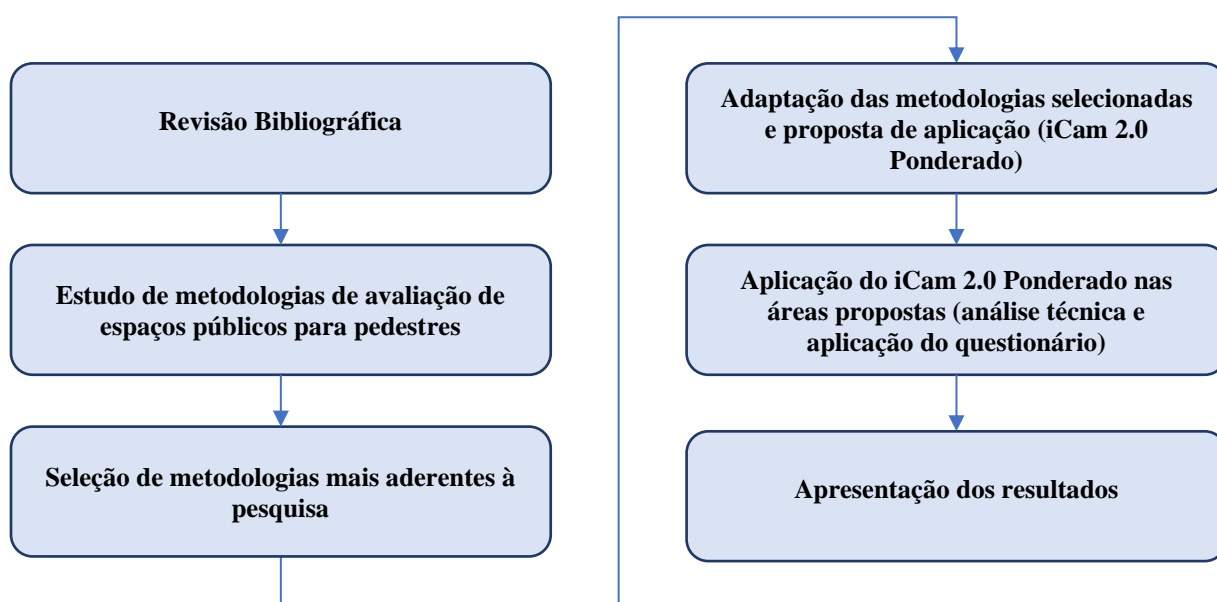 Revisão Bibliográfica
Estudo de metodologias de avaliação de
espaços públicos para pedestres
Seleção de metodologias mais aderentes à
pesquisa
Adaptação das metodologias selecionadas
e proposta de aplicação (iCam 2.0
Ponderado)
Aplicação do iCam 2.0 Ponderado nas
áreas propostas (análise técnica e
aplicação do questionário)
Apresentação dos resultados